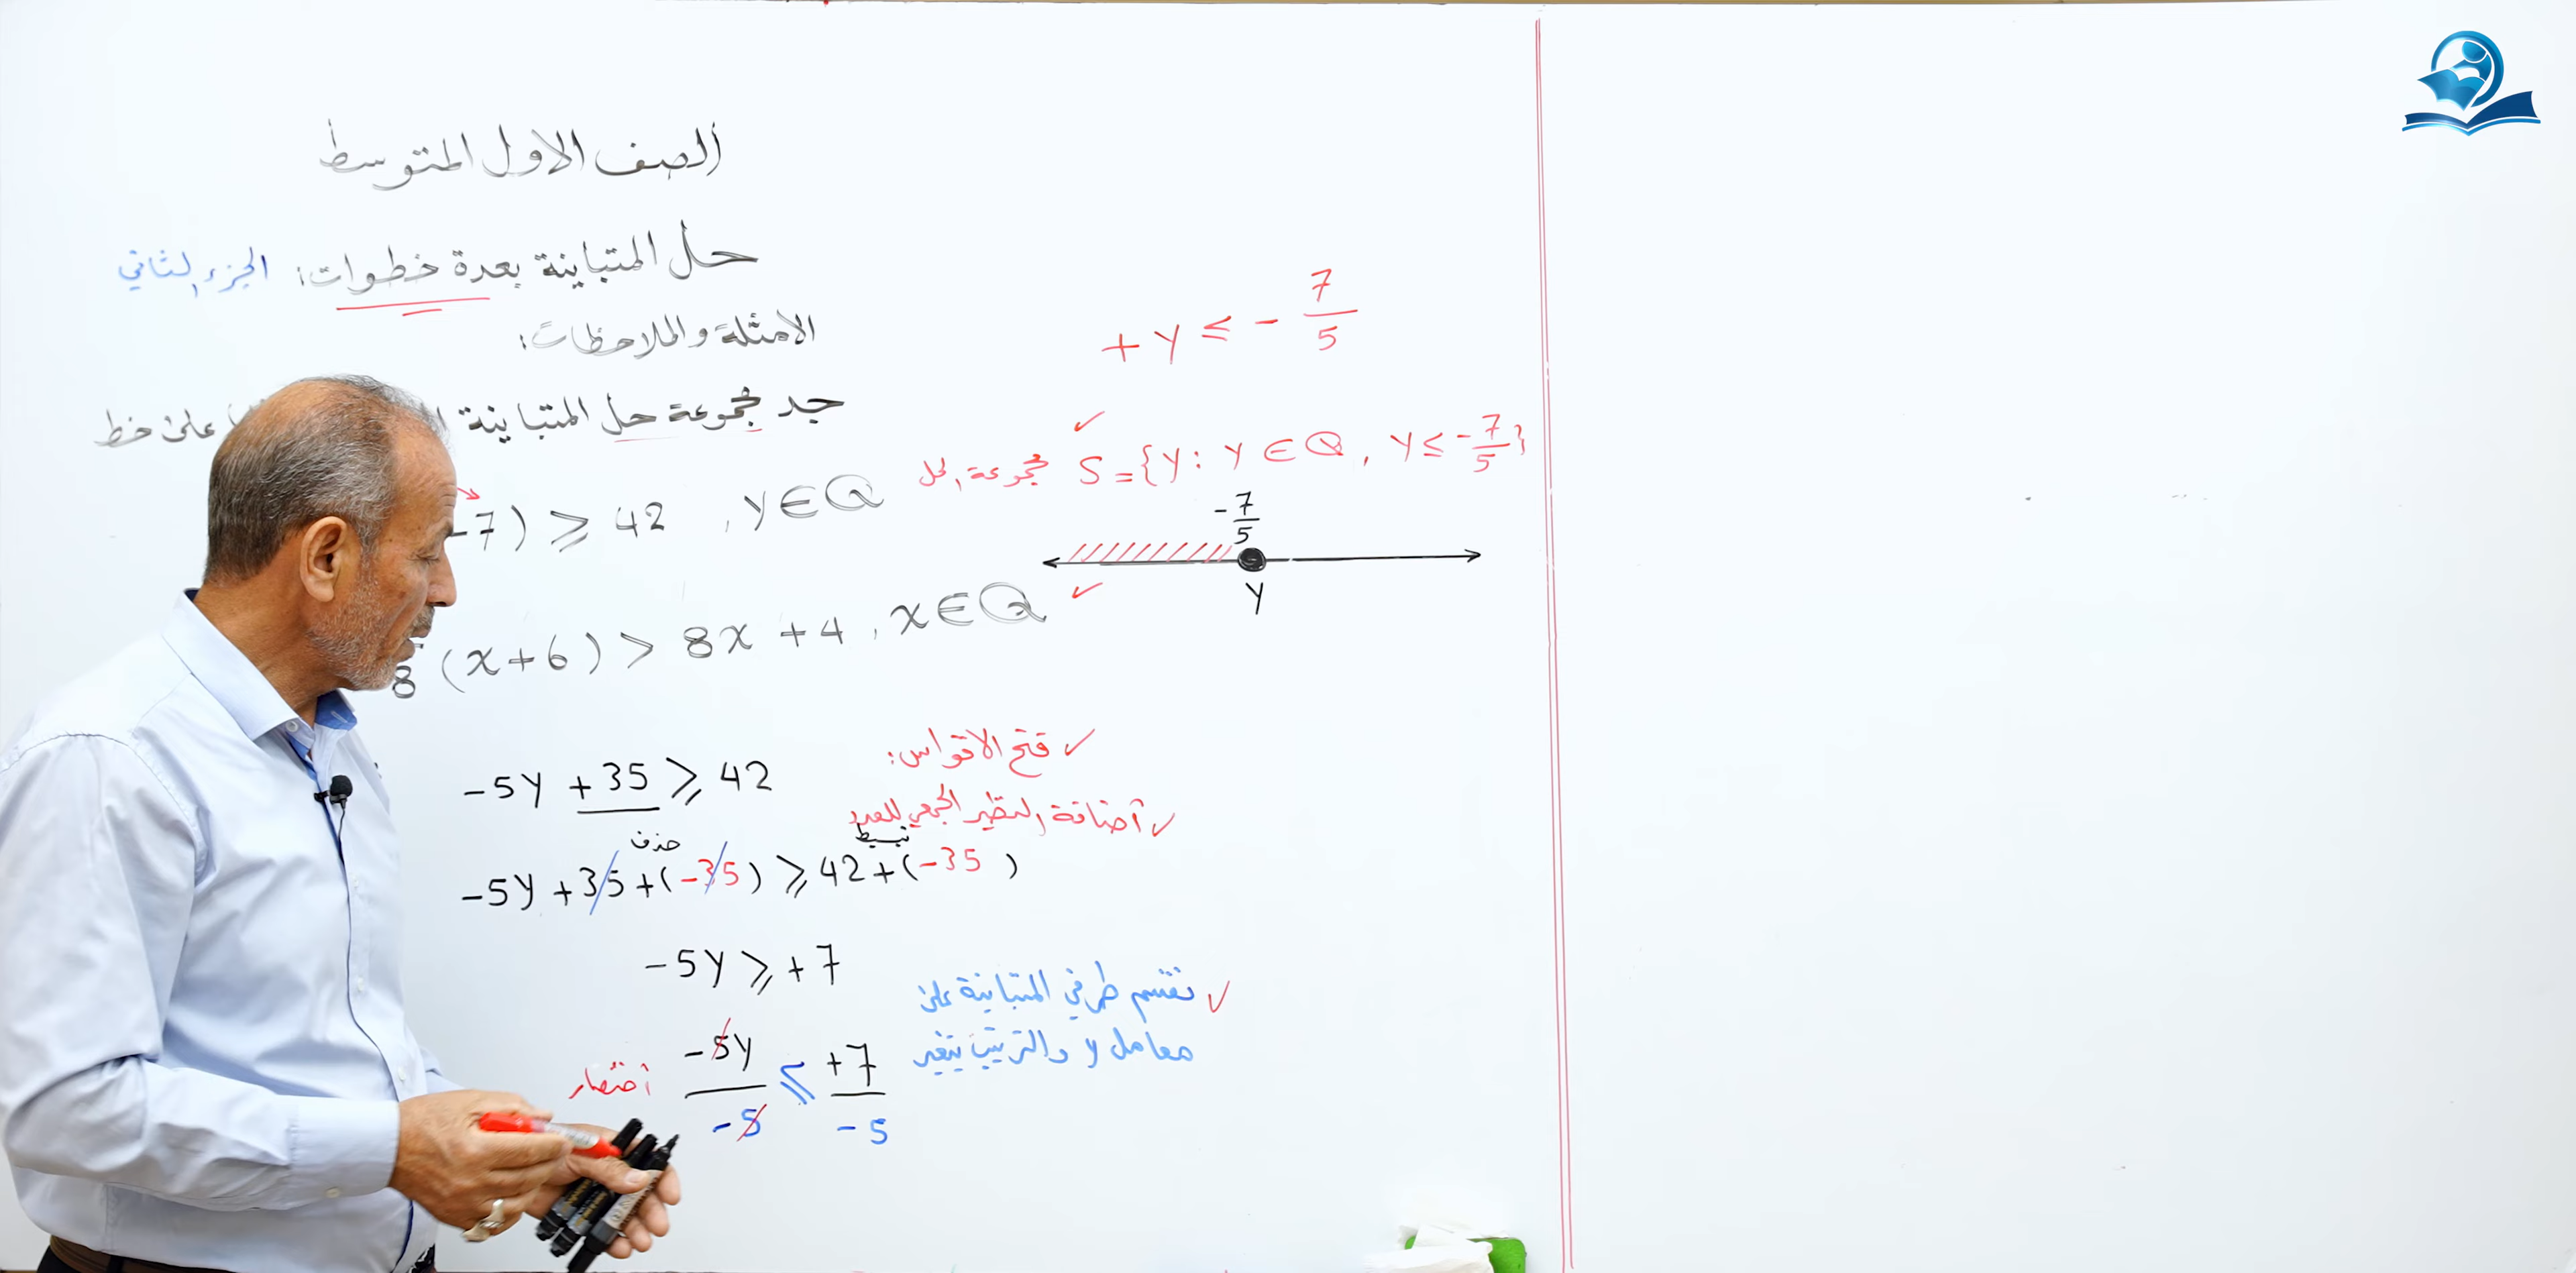 الصف الاول المتوسط
حل المتباينة بعدة خطوات: الجزء الثاني
الامثلة والملاحظات:
جد مجموعة حل المتباينة على خط
-7) ≥ 42 , y∈Q
8 (x+6) > 8x +4 , x∈Q
-5y +35 ≥ 42
✓ فتح الاقواس:
✓ أضافة النظير الجمعي للعدد
حذف
تبسيط
-5y +35 +(-35) ≥ 42 +(-35 )
-5y ≥ +7
✓ نقسم طرفي المتباينة على
معامل y والترتيب يتغير
-5y/-5 ≤ +7/-5
أختصار
+y ≤ -7/5
✓
مجموعة الحل S={y: y∈Q, y≤-7/5}
-7/5
✓
y